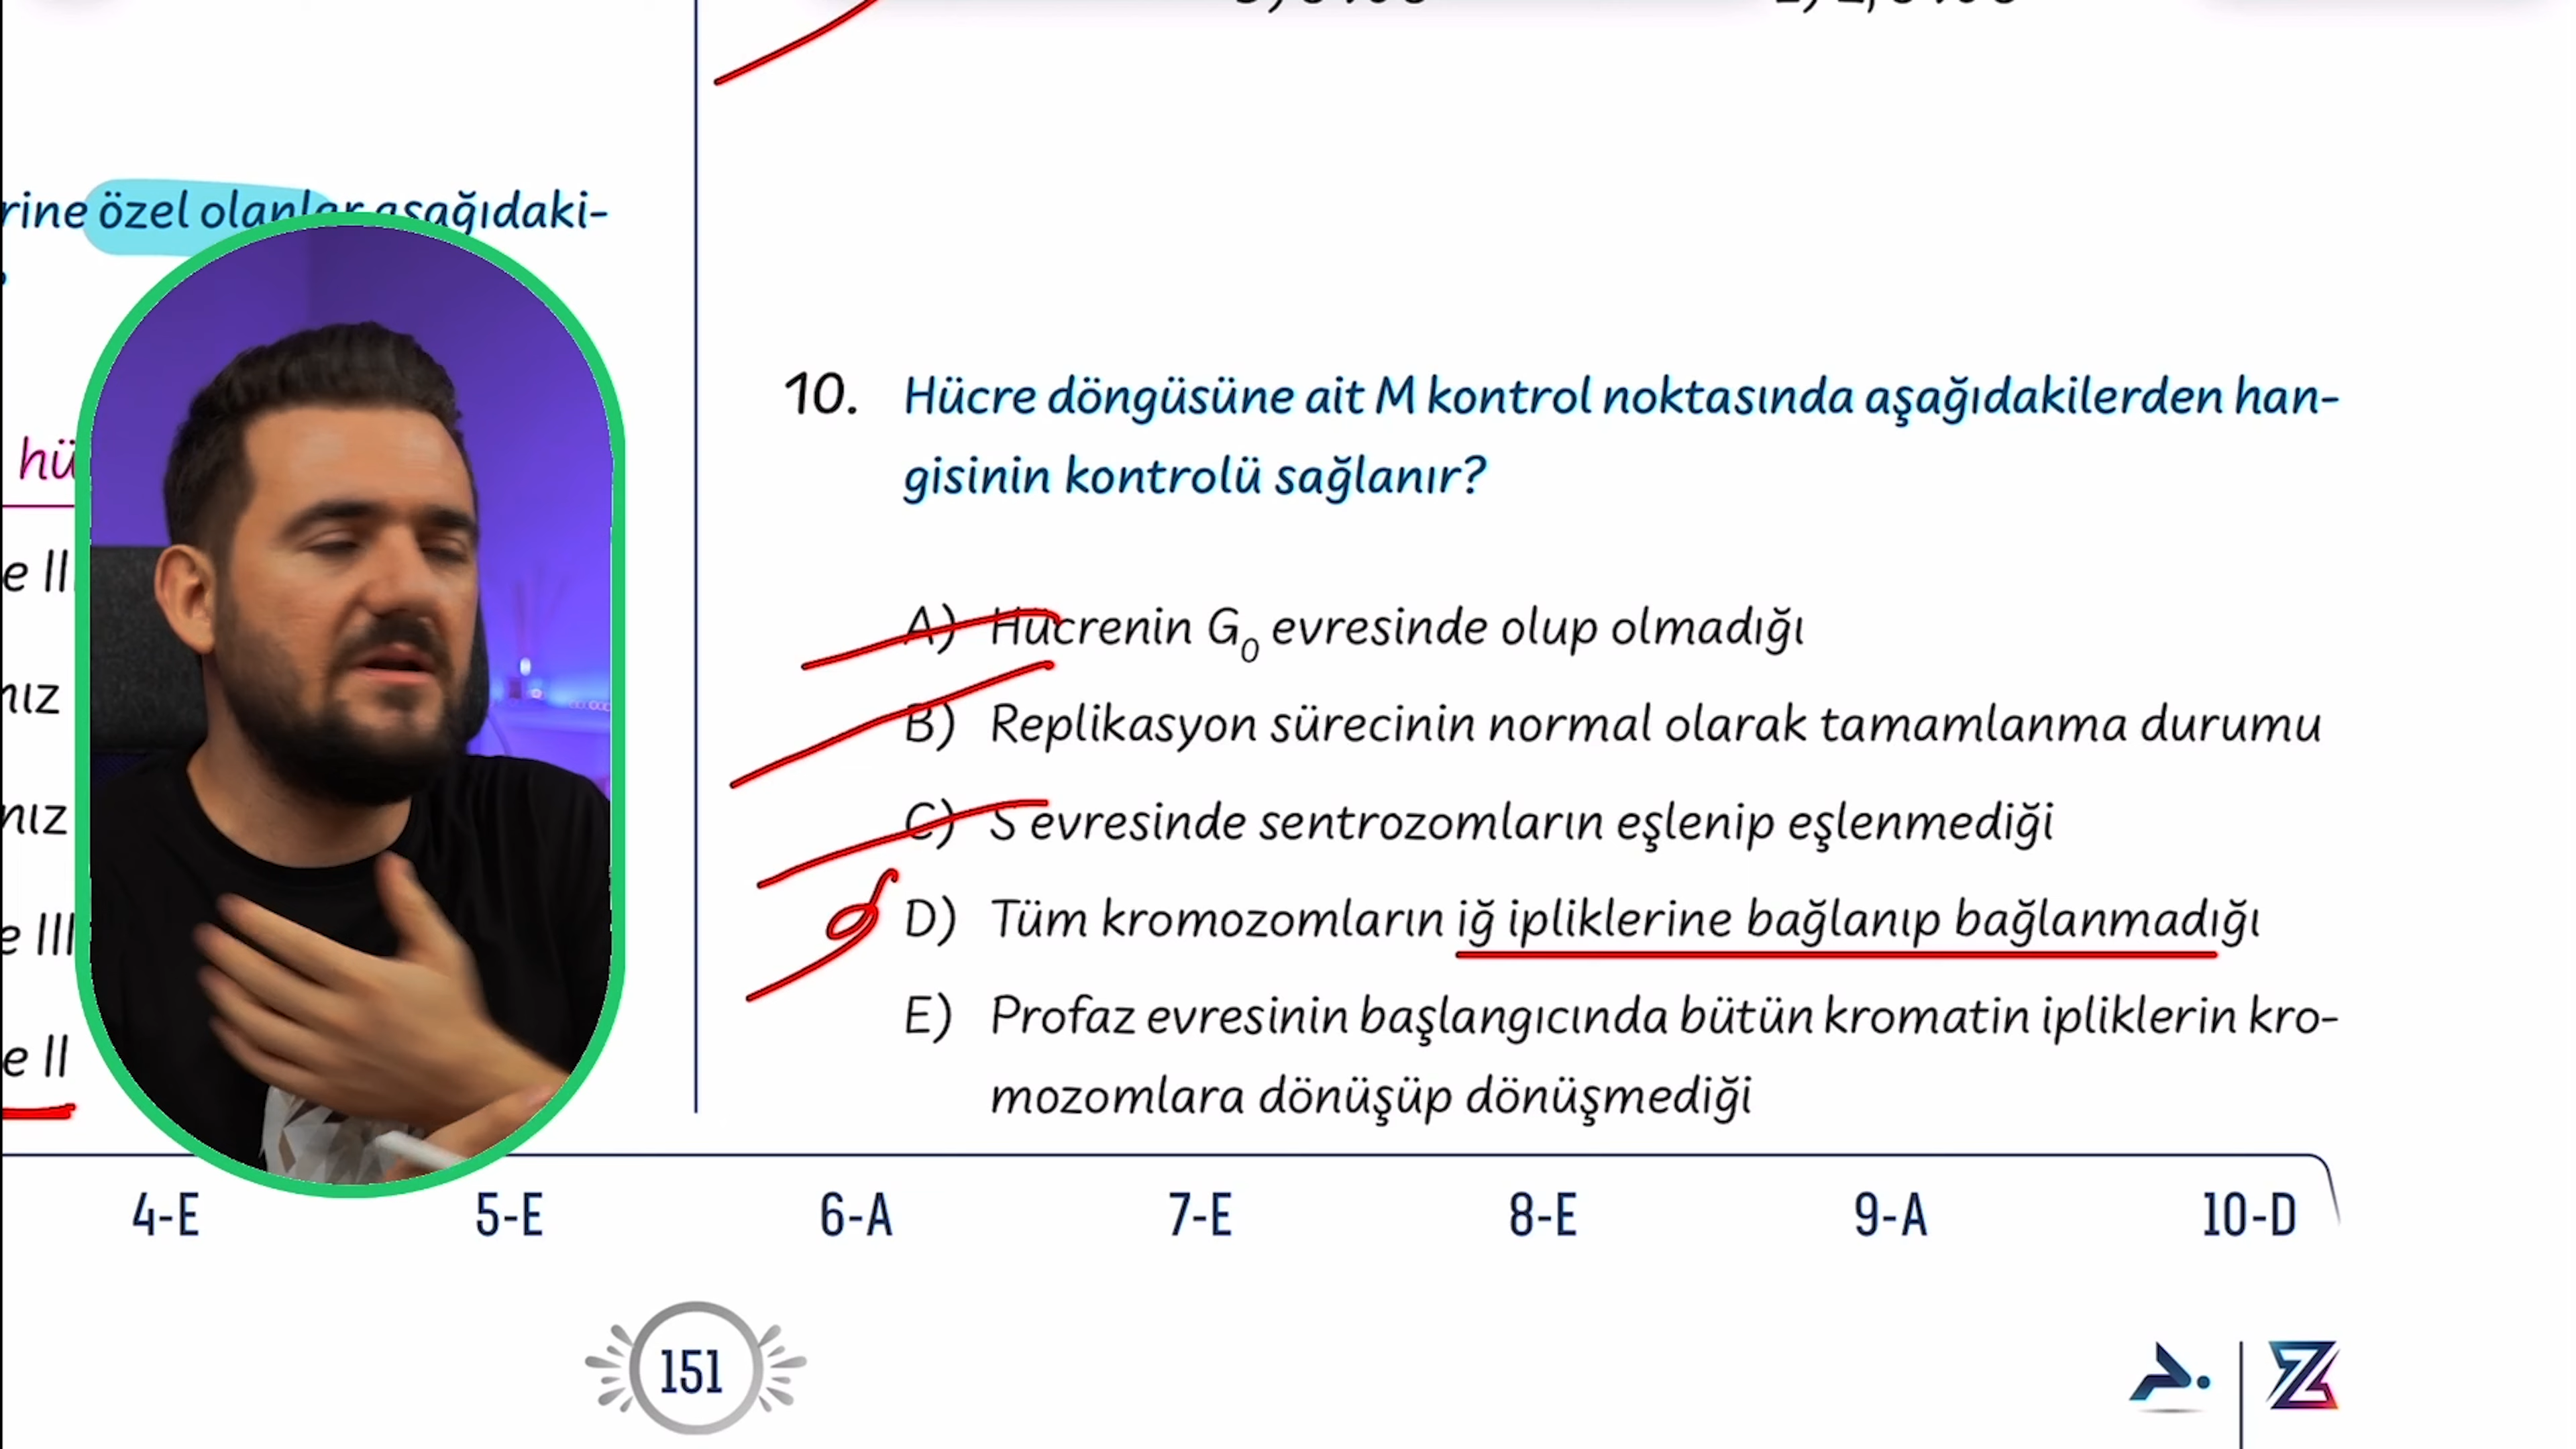 rine özel olanlar aşağıdaki-
hü
e II
nız
nız
e III
e II
10. Hücre döngüsüne ait M kontrol noktasında aşağıdakilerden han-
gisinin kontrolü sağlanır?
A) Hücrenin G₀ evresinde olup olmadığı
B) Replikasyon sürecinin normal olarak tamamlanma durumu
C) S evresinde sentrozomların eşlenip eşlenmediği
D) Tüm kromozomların iğ ipliklerine bağlanıp bağlanmadığı
E) Profaz evresinin başlangıcında bütün kromatin ipliklerin kro-
mozomlara dönüşüp dönüşmediği
4-E 5-E 6-A 7-E 8-E 9-A 10-D
151